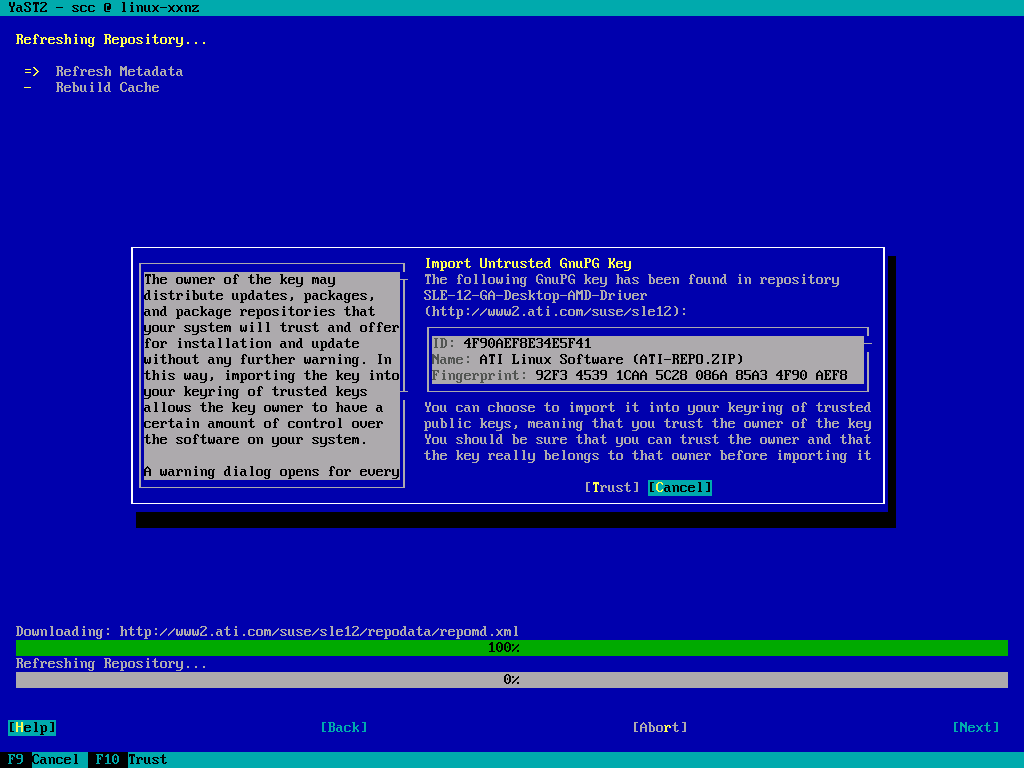 YaST2 - scc @ linux-xxnz
Refreshing Repository...
=> Refresh Metadata
- Rebuild Cache
The owner of the key may
distribute updates, packages,
and package repositories that
your system will trust and offer
for installation and update
without any further warning. In
this way, importing the key into
your keyring of trusted keys
allows the key owner to have a
certain amount of control over
the software on your system.
A warning dialog opens for every
Import Untrusted GnuPG Key
The following GnuPG key has been found in repository
SLE-12-GA-Desktop-AMD-Driver
(http://www2.ati.com/suse/sle12):
ID: 4F90AEF8E34E5F41
Name: ATI Linux Software (ATI-REPO.ZIP)
Fingerprint: 92F3 4539 1CAA 5C28 086A 85A3 4F90 AEF8
You can choose to import it into your keyring of trusted
public keys, meaning that you trust the owner of the key
You should be sure that you can trust the owner and that
the key really belongs to that owner before importing it
[Trust] [Cancel]
Downloading: http://www2.ati.com/suse/sle12/repodata/repomd.xml
100%
Refreshing Repository...
0%
[Help] [Back] [Abort] [Next]
F9 Cancel F10 Trust